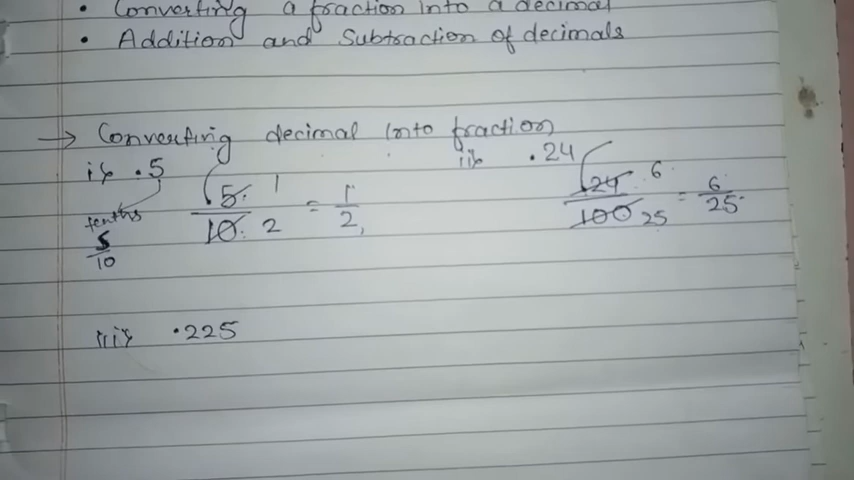 • Converting a fraction into a decimal
• Addition and Subtraction of decimals
→ Converting decimal into fraction
i) .5 5/10 1 2 = 1/2,
tenths
5/10
ii) .24 24/100 6 25 = 6/25
iii) .225